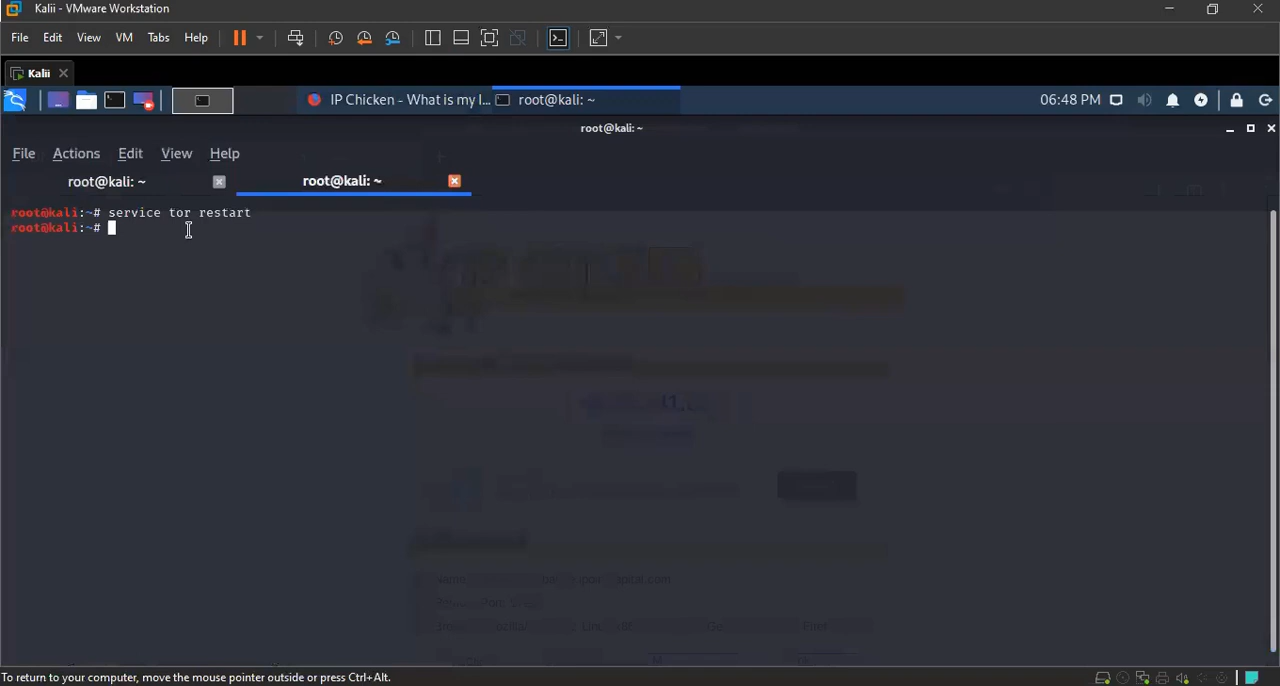 Kalii - VMware Workstation
File Edit View VM Tabs Help
Kalii
IP Chicken - What is my I... root@kali: ~ 06:48 PM
root@kali: ~
File Actions Edit View Help
root@kali: ~ root@kali: ~
root@kali:~# service tor restart
root@kali:~#
To return to your computer, move the mouse pointer outside or press Ctrl+Alt.